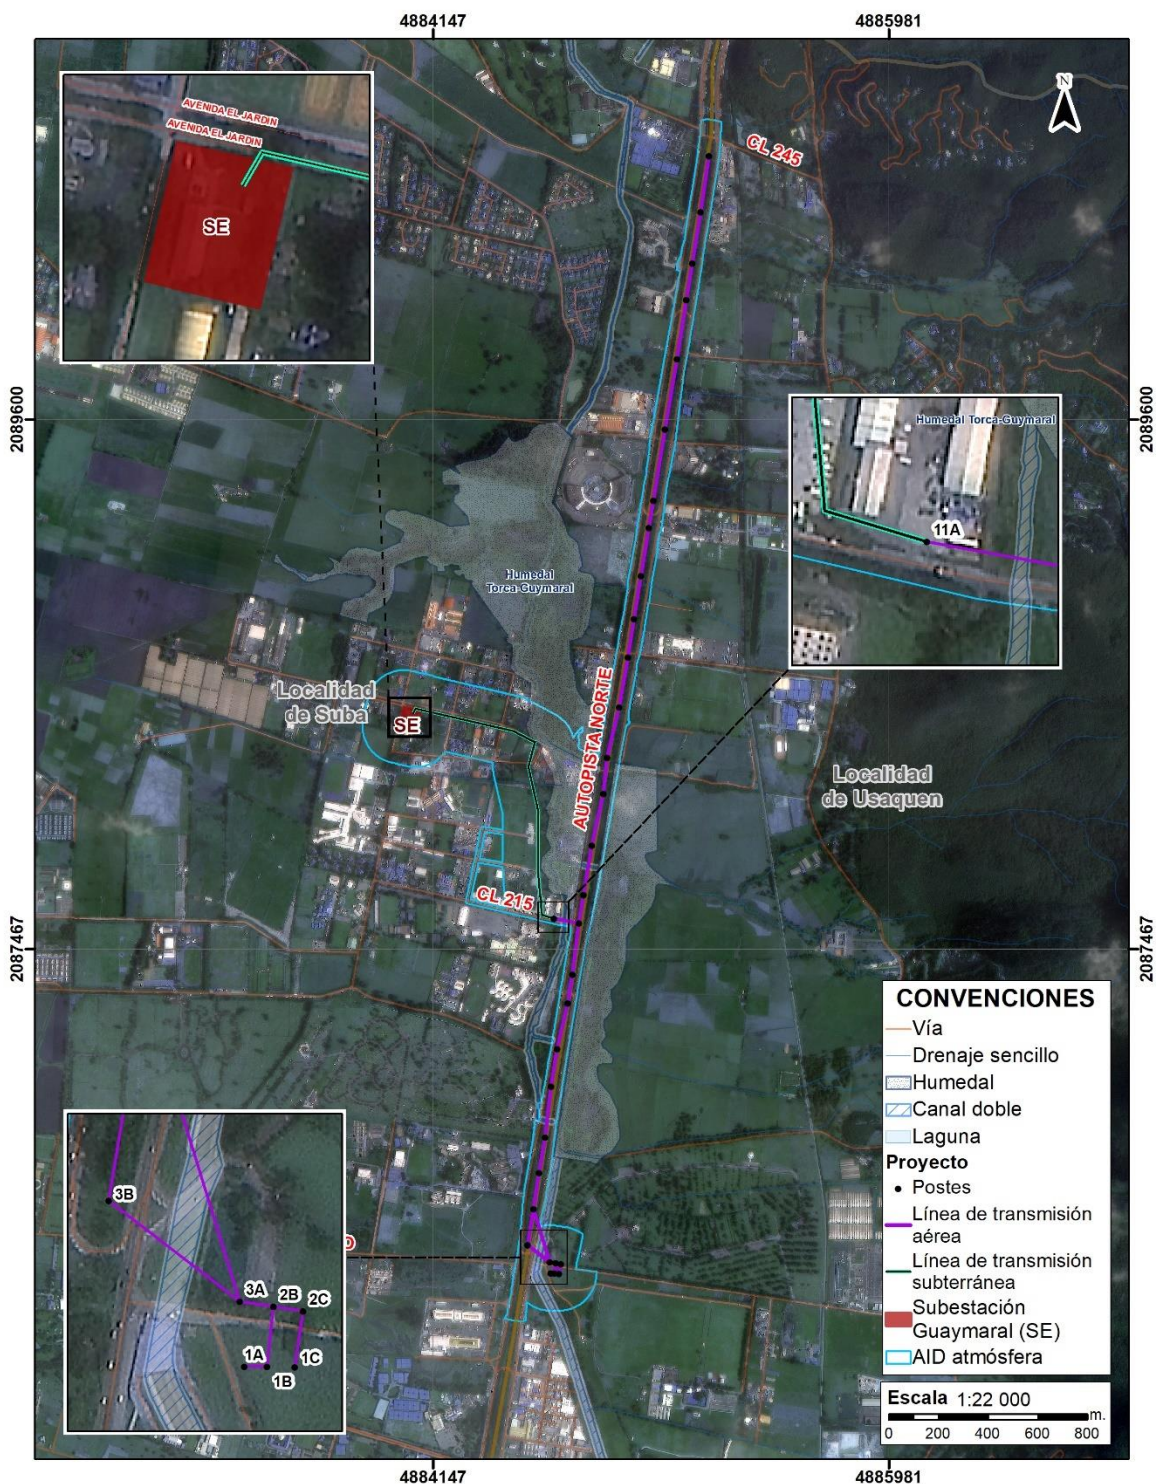 4884147
4885981
AVENIDA EL JARDIN
AVENIDA EL JARDIN
SE
CL 245
N
2089600
2089600
Humedal Torca-Guymaral
11A
Humedal
Torca-Guymaral
Localidad
de Suba
SE
AUTOPISTA NORTE
Localidad
de Usaquen
CL 215
2087467
2087467
3B
3A
2B
2C
1A
1B
1C
O
CONVENCIONES
Vía
Drenaje sencillo
Humedal
Canal doble
Laguna
Proyecto
Postes
Línea de transmisión
aérea
Línea de transmisión
subterránea
Subestación
Guaymaral (SE)
AID atmósfera
Escala 1:22 000
m.
0 200 400 600 800
4884147
4885981